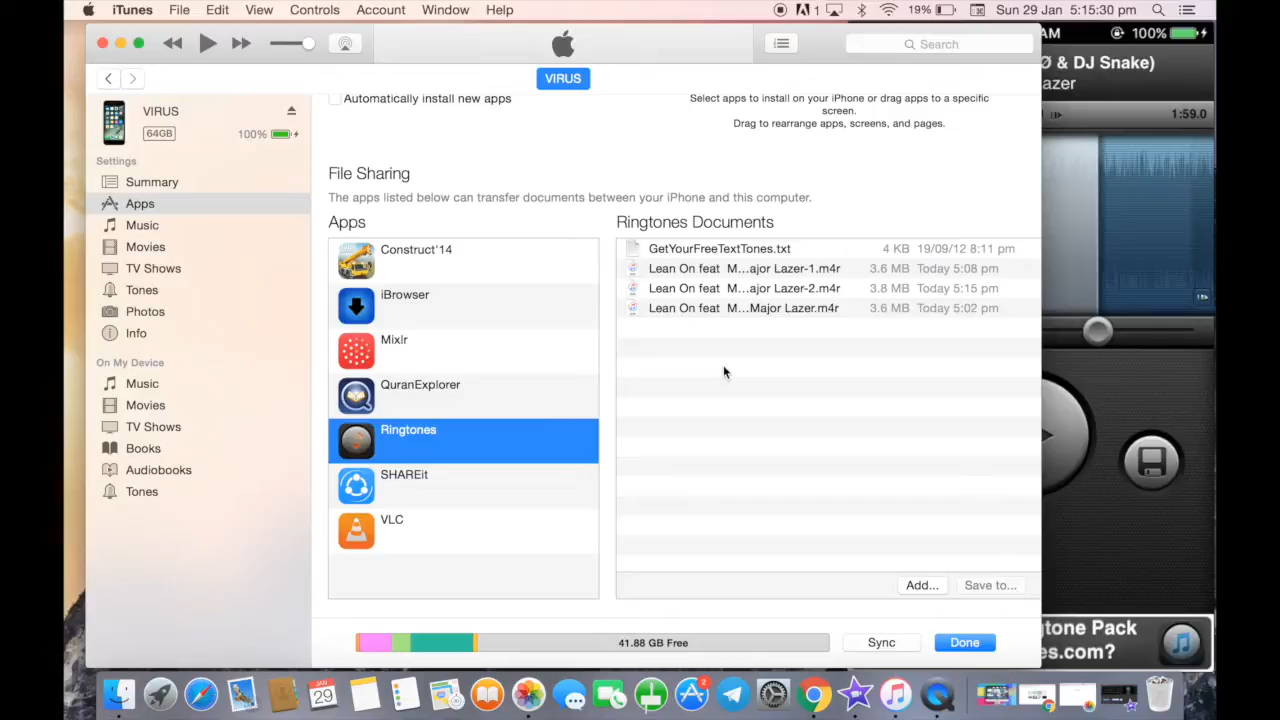 iTunes File Edit View Controls Account Window Help 1 19% Sun 29 Jan 5:15:30 pm
AM 100%
Search
Ø & DJ Snake)
azer
VIRUS
Automatically install new apps
Select apps to install on your iPhone or drag apps to a specific
screen.
Drag to rearrange apps, screens, and pages.
1:59.0
VIRUS
64GB 100%
Settings
Summary
Apps
Music
Movies
TV Shows
Tones
Photos
Info
On My Device
Music
Movies
TV Shows
Books
Audiobooks
Tones
File Sharing
The apps listed below can transfer documents between your iPhone and this computer.
Apps
Construct'14
iBrowser
Mixlr
QuranExplorer
Ringtones
SHAREit
VLC
Ringtones Documents
GetYourFreeTextTones.txt 4 KB 19/09/12 8:11 pm
Lean On feat M...ajor Lazer-1.m4r 3.6 MB Today 5:08 pm
Lean On feat M...ajor Lazer-2.m4r 3.8 MB Today 5:15 pm
Lean On feat M...Major Lazer.m4r 3.6 MB Today 5:02 pm
Add... Save to...
41.88 GB Free Sync Done
gtone Pack
es.com?
JAN
29
2